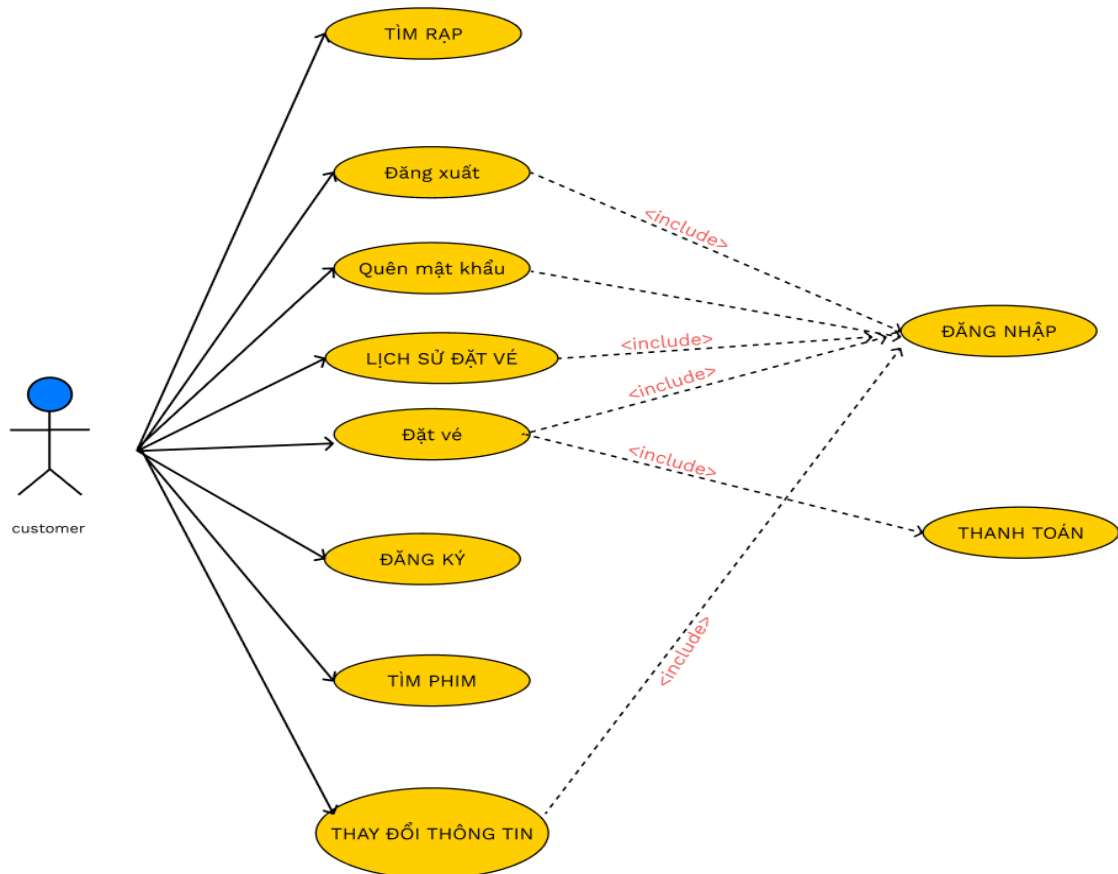 TÌM RẠP
Đăng xuất
<include>
Quên mật khẩu
ĐĂNG NHẬP
<include>
LỊCH SỬ ĐẶT VÉ
<include>
Đặt vé
<include>
customer
THANH TOÁN
ĐĂNG KÝ
<include>
TÌM PHIM
THAY ĐỔI THÔNG TIN